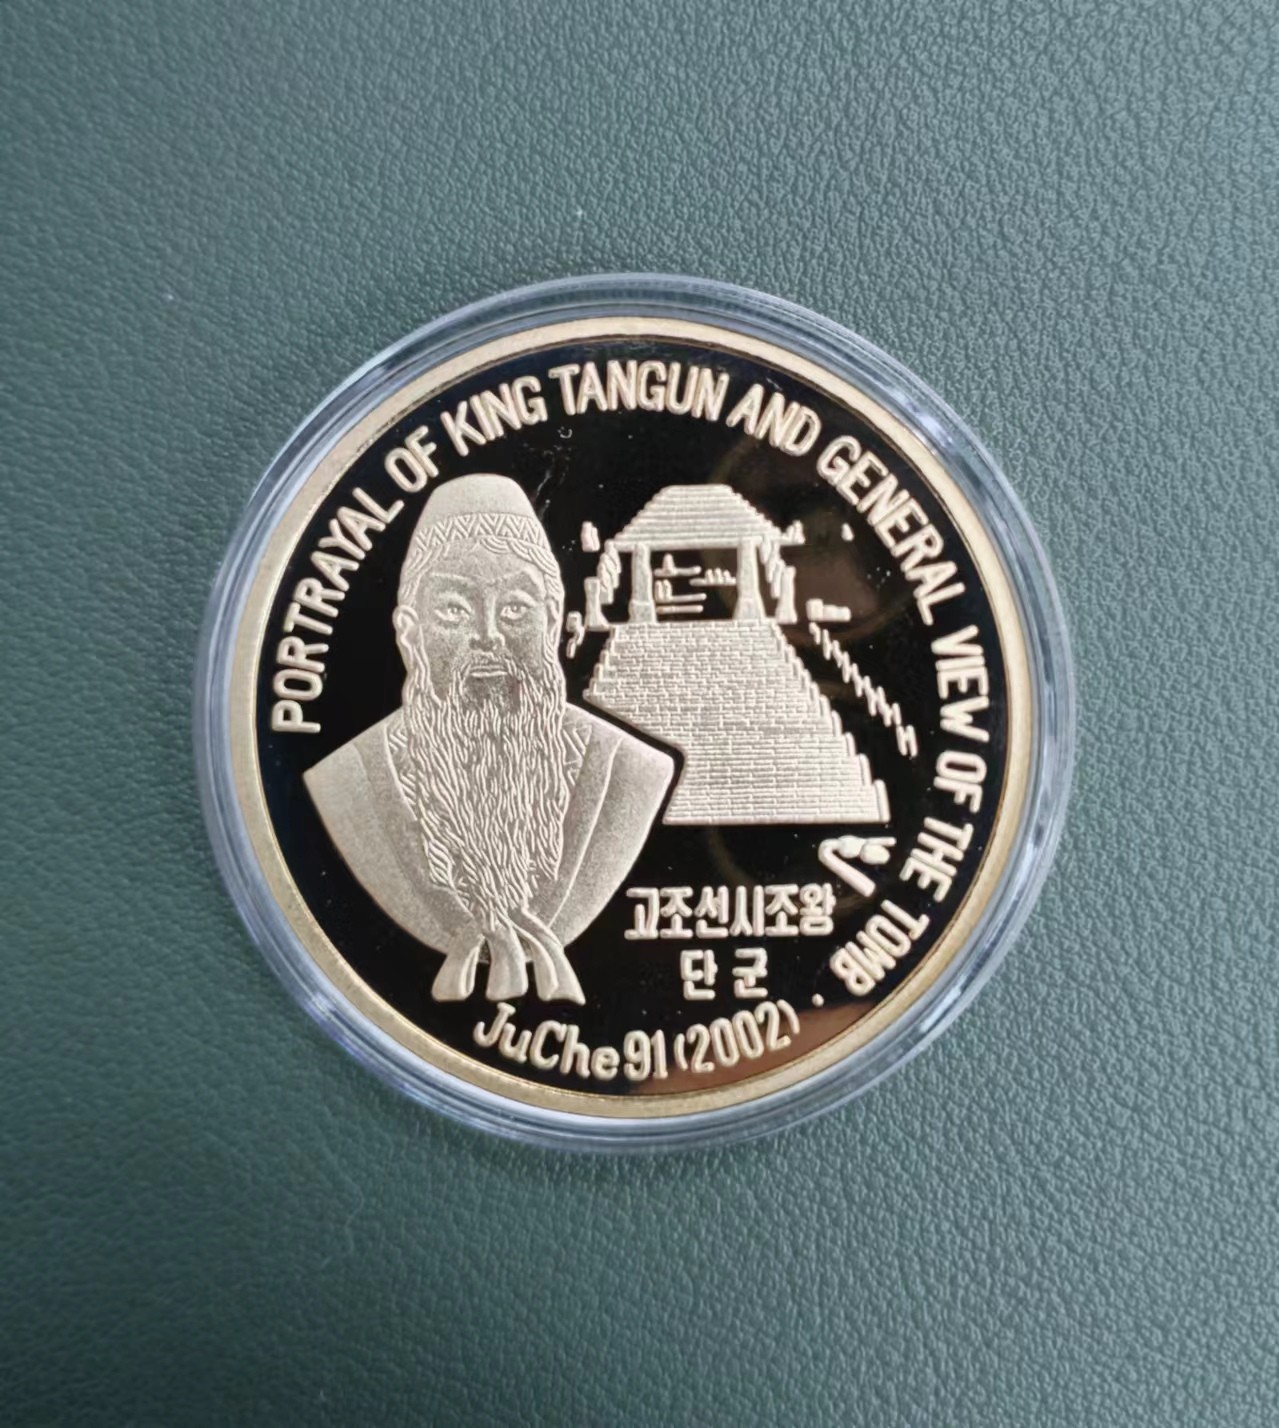 PORTRAYAL OF KING TANGUN AND GENERAL VIEW OF THE TOMB
고조선시조왕
단군
JuChe 91 (2002)